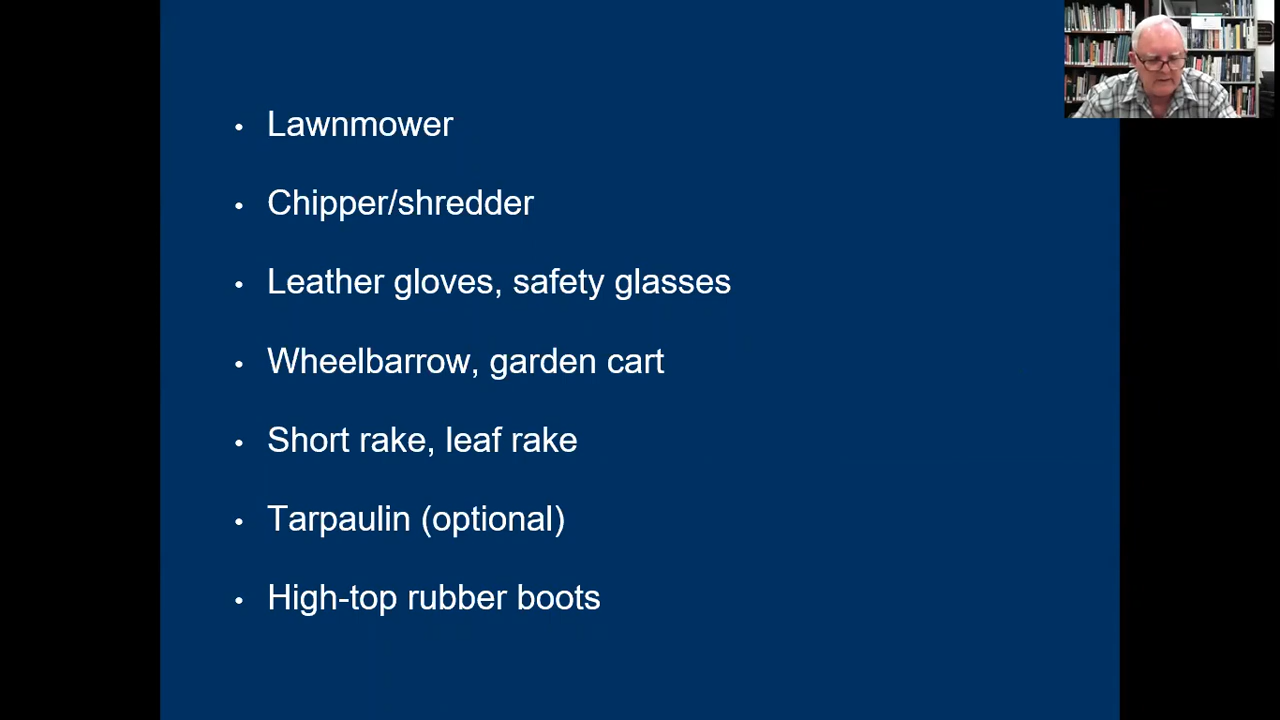 • Lawnmower
• Chipper/shredder
• Leather gloves, safety glasses
• Wheelbarrow, garden cart
• Short rake, leaf rake
• Tarpaulin (optional)
• High-top rubber boots